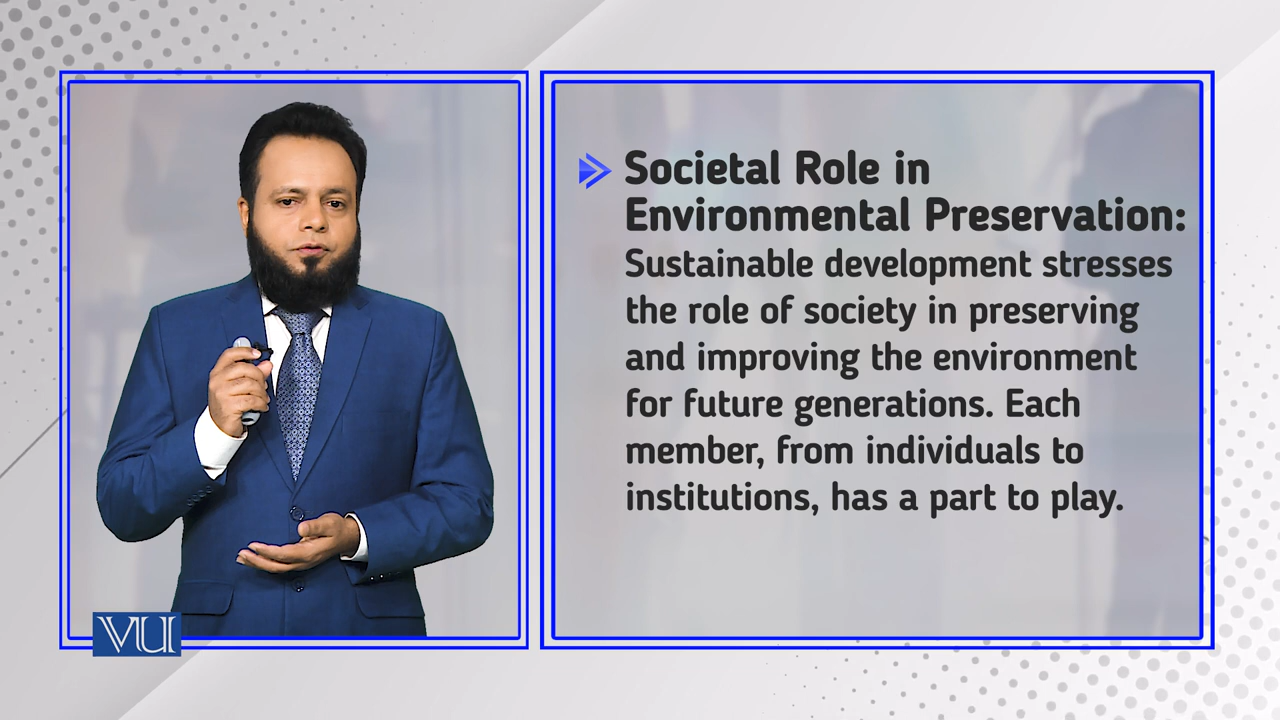 Societal Role in
Environmental Preservation:
Sustainable development stresses
the role of society in preserving
and improving the environment
for future generations. Each
member, from individuals to
institutions, has a part to play.
VU